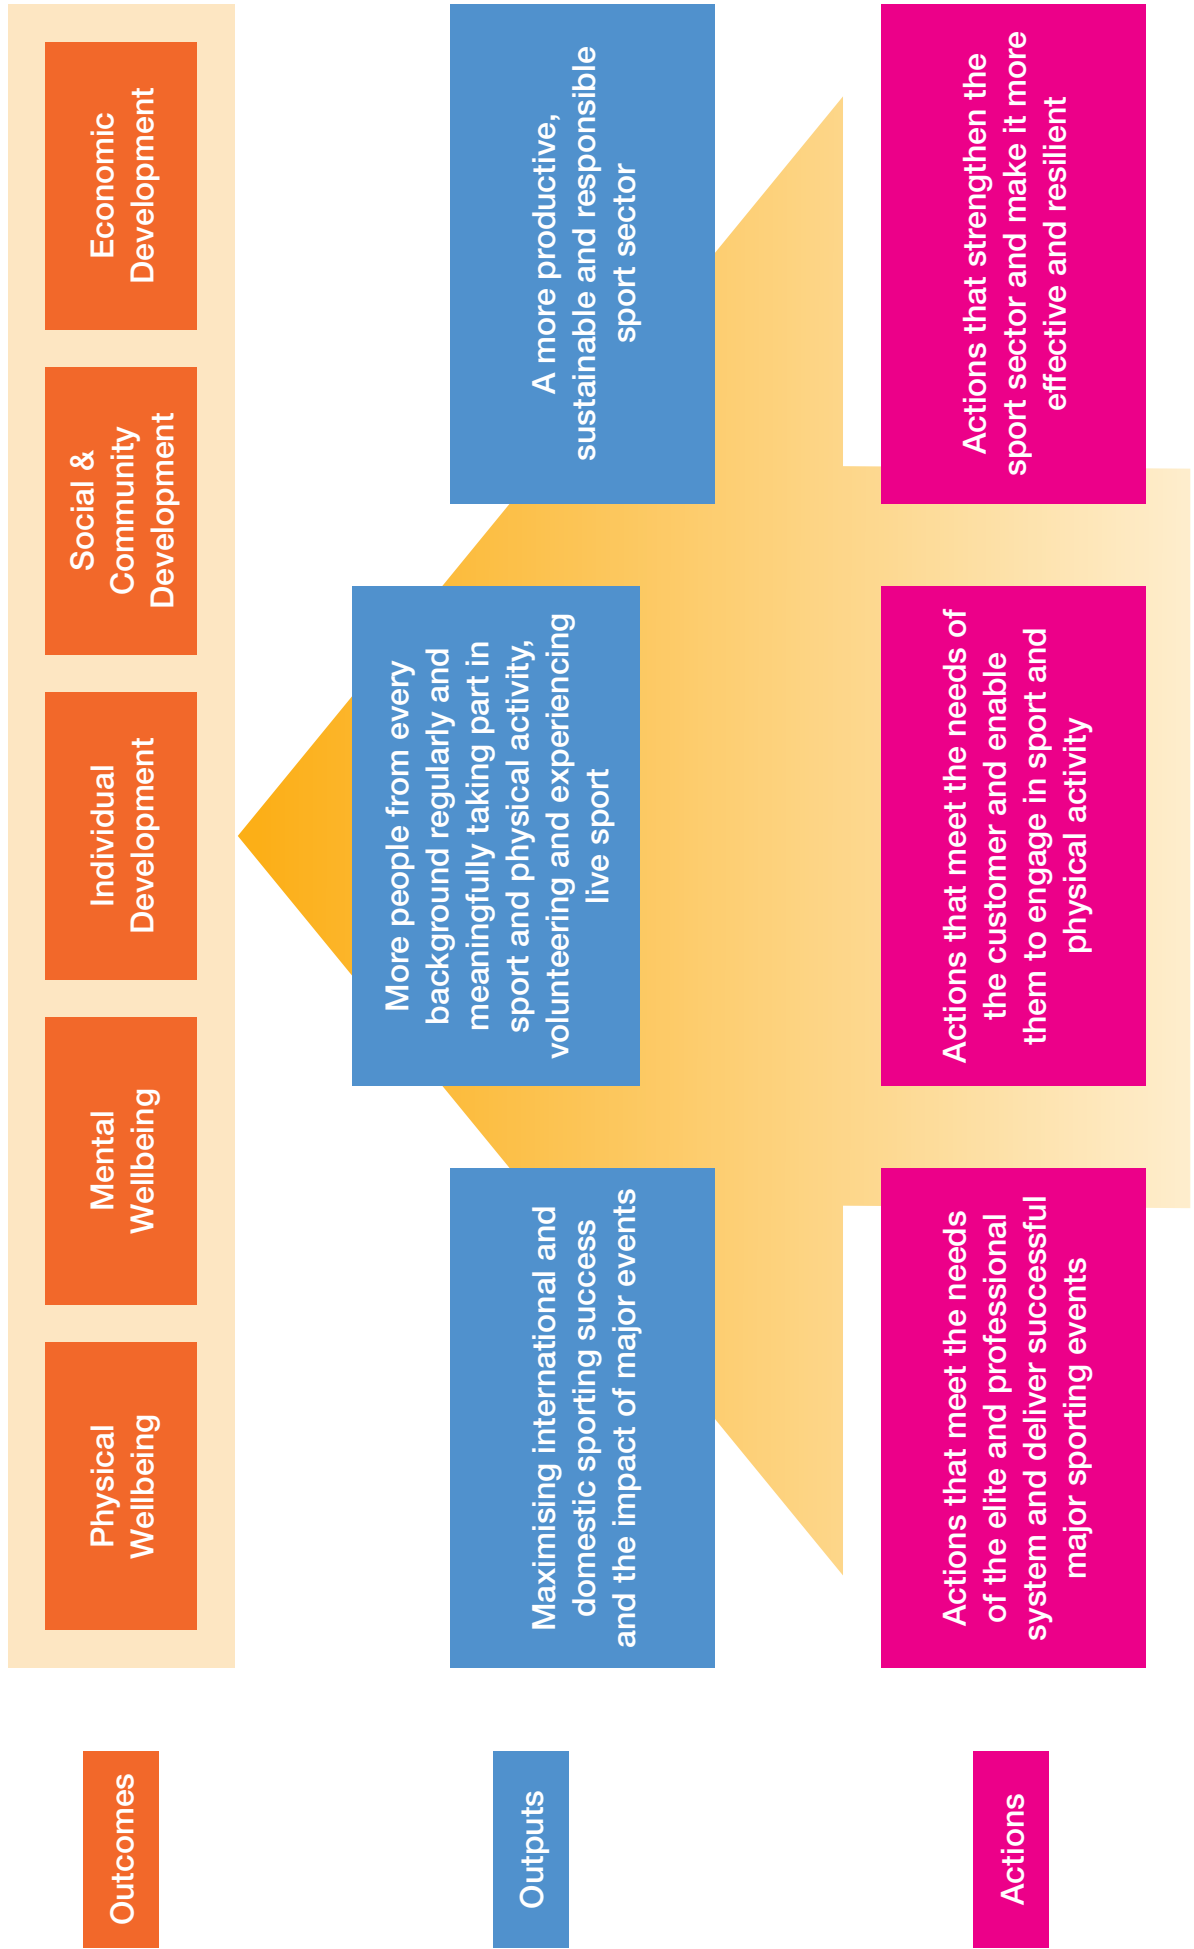 Outcomes
Physical
Wellbeing
Mental
Wellbeing
Individual
Development
Social &
Community
Development
Economic
Development
Outputs
Maximising international and
domestic sporting success
and the impact of major events
More people from every
background regularly and
meaningfully taking part in
sport and physical activity,
volunteering and experiencing
live sport
A more productive,
sustainable and responsible
sport sector
Actions
Actions that meet the needs
of the elite and professional
system and deliver successful
major sporting events
Actions that meet the needs of
the customer and enable
them to engage in sport and
physical activity
Actions that strengthen the
sport sector and make it more
effective and resilient